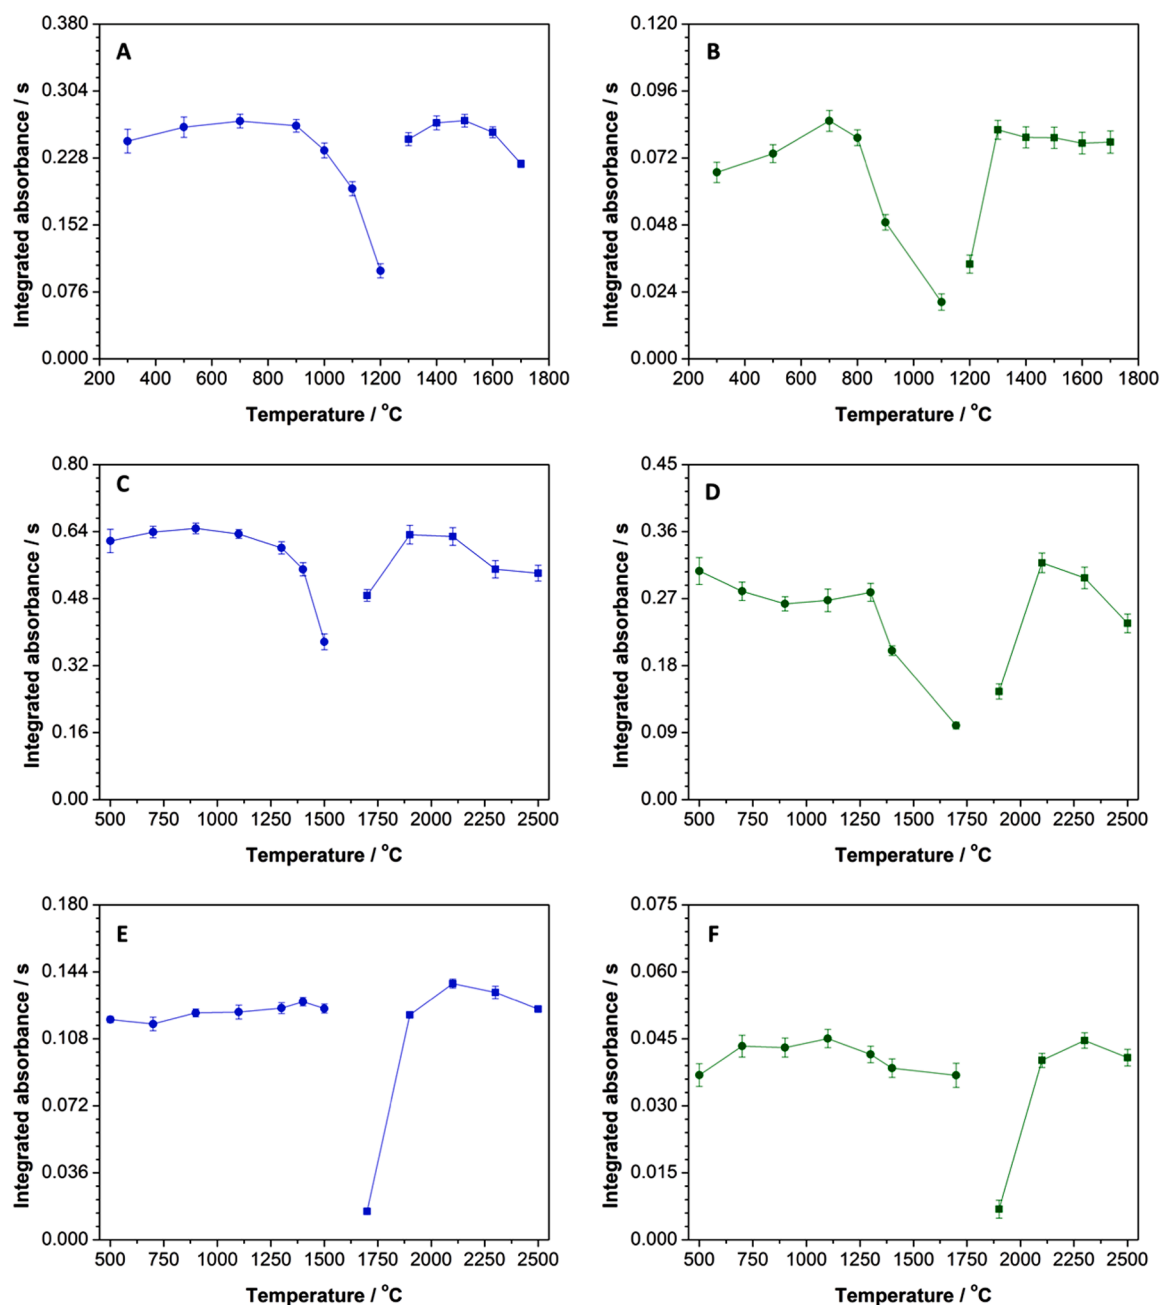 A
Integrated absorbance / s
0.380
0.304
0.228
0.152
0.076
0.000
200 400 600 800 1000 1200 1400 1600 1800
Temperature / °C
B
Integrated absorbance / s
0.120
0.096
0.072
0.048
0.024
0.000
200 400 600 800 1000 1200 1400 1600 1800
Temperature / °C
C
Integrated absorbance / s
0.80
0.64
0.48
0.32
0.16
0.00
500 750 1000 1250 1500 1750 2000 2250 2500
Temperature / °C
D
Integrated absorbance / s
0.45
0.36
0.27
0.18
0.09
0.00
500 750 1000 1250 1500 1750 2000 2250 2500
Temperature / °C
E
Integrated absorbance / s
0.180
0.144
0.108
0.072
0.036
0.000
500 750 1000 1250 1500 1750 2000 2250 2500
Temperature / °C
F
Integrated absorbance / s
0.075
0.060
0.045
0.030
0.015
0.000
500 750 1000 1250 1500 1750 2000 2250 2500
Temperature / °C